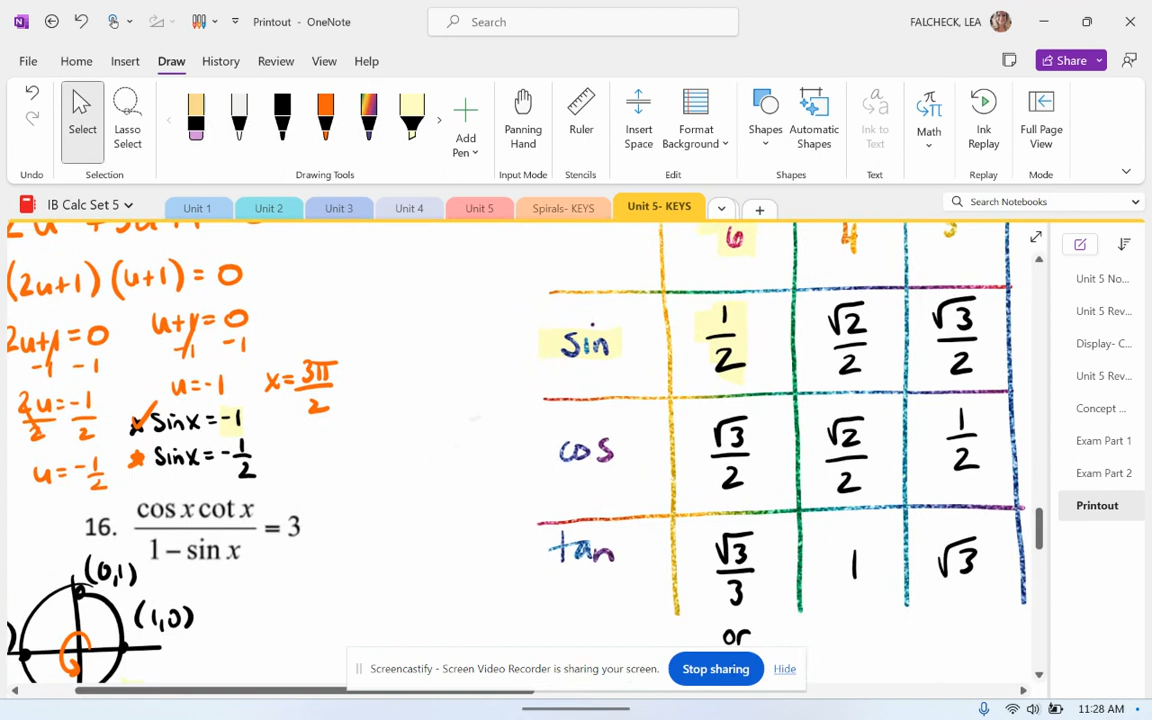 Printout - OneNote
Search
FALCHECK, LEA
File Home Insert Draw History Review View Help
Share
Select
Lasso Select
Add Pen
Panning Hand
Ruler
Insert Space
Format Background
Shapes
Automatic Shapes
Ink to Text
Math
Ink Replay
Full Page View
Undo Selection Drawing Tools Input Mode Stencils Edit Shapes Text Math Replay Mode
IB Calc Set 5
Unit 1 Unit 2 Unit 3 Unit 4 Unit 5 Spirals- KEYS Unit 5- KEYS
Search Notebooks
Unit 5 No...
Unit 5 Rev...
Display- C...
Unit 5 Rev...
Concept ...
Exam Part 1
Exam Part 2
Printout
(2u+1)(u+1)=0
2u+1=0 u+1=0
-1 -1 -1 -1
2u/2=-1/2 u=-1 x=3π/2
sinx=-1
u=-1/2 sinx=-1/2
16. cos x cot x / 1 − sin x = 3
(0,1)
(1,0)
6 4 3
sin 1/2 √2/2 √3/2
cos √3/2 √2/2 1/2
tan √3/3 1 √3
or
Screencastify - Screen Video Recorder is sharing your screen.
Stop sharing
Hide
11:28 AM